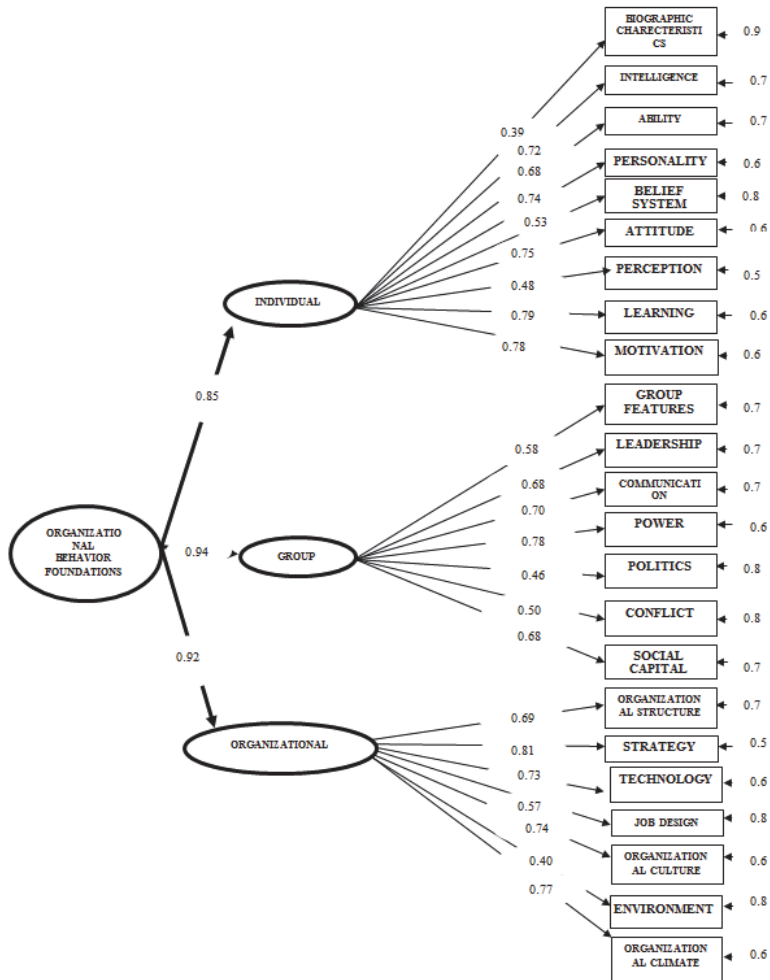 BIOGRAPHIC
CHARECTERISTI
CS
0.9
INTELLIGENCE
0.7
ABILITY
0.7
0.39
0.72
0.68
0.74
0.53
0.75
0.48
0.79
0.78
PERSONALITY
0.6
BELIEF
SYSTEM
0.8
ATTITUDE
0.6
PERCEPTION
0.5
LEARNING
0.6
MOTIVATION
0.6
INDIVIDUAL
0.85
GROUP
FEATURES
0.7
LEADERSHIP
0.7
COMMUNICATI
ON
0.7
POWER
0.6
POLITICS
0.8
CONFLICT
0.8
SOCIAL
CAPITAL
0.7
0.58
0.68
0.70
0.78
0.46
0.50
0.68
ORGANIZATIO
NAL
BEHAVIOR
FOUNDATIONS
0.94
GROUP
0.92
ORGANIZATIONAL
0.69
0.81
0.73
0.57
0.74
0.40
0.77
ORGANIZATION
AL STRUCTURE
0.7
STRATEGY
0.5
TECHNOLOGY
0.6
JOB DESIGN
0.8
ORGANIZATION
AL CULTURE
0.6
ENVIRONMENT
0.8
ORGANIZATION
AL CLIMATE
0.6